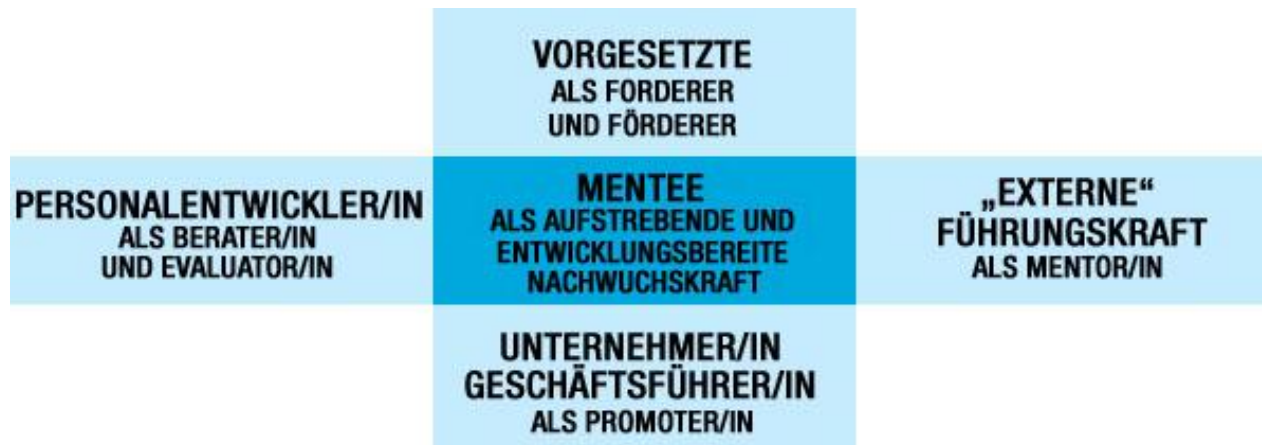 VORGESETZTE
ALS FORDERER
UND FÖRDERER
PERSONALENTWICKLER/IN
ALS BERATER/IN
UND EVALUATOR/IN
MENTEE
ALS AUFSTREBENDE UND
ENTWICKLUNGSBEREITE
NACHWUCHSKRAFT
„EXTERNE“
FÜHRUNGSKRAFT
ALS MENTOR/IN
UNTERNEHMER/IN
GESCHÄFTSFÜHRER/IN
ALS PROMOTER/IN